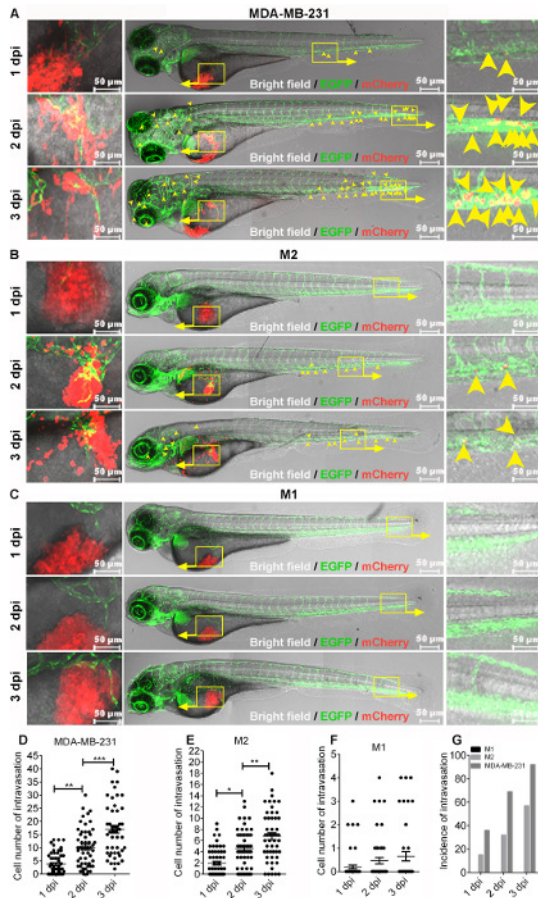 A MDA-MB-231
1 dpi
50 µm
Bright field / EGFP / mCherry 50 µm
50 µm
2 dpi
50 µm
Bright field / EGFP / mCherry 50 µm
50 µm
3 dpi
50 µm
Bright field / EGFP / mCherry 50 µm
50 µm
B M2
1 dpi
50 µm
Bright field / EGFP / mCherry 50 µm
50 µm
2 dpi
50 µm
Bright field / EGFP / mCherry 50 µm
50 µm
3 dpi
50 µm
Bright field / EGFP / mCherry 50 µm
50 µm
C M1
1 dpi
50 µm
Bright field / EGFP / mCherry 50 µm
50 µm
2 dpi
50 µm
Bright field / EGFP / mCherry 50 µm
50 µm
3 dpi
50 µm
Bright field / EGFP / mCherry 50 µm
50 µm
D MDA-MB-231
Cell number of intravasation
45
40
35
30
25
20
15
10
5
0
** ***
1 dpi 2 dpi 3 dpi
E M2
Cell number of intravasation
20
18
16
14
12
10
8
6
4
2
0
* **
1 dpi 2 dpi 3 dpi
F M1
Cell number of intravasation
6
4
2
0
1 dpi 2 dpi 3 dpi
G
M1
M2
MDA-MB-231
Incidence of intravasation
100
80
60
40
20
0
1 dpi 2 dpi 3 dpi